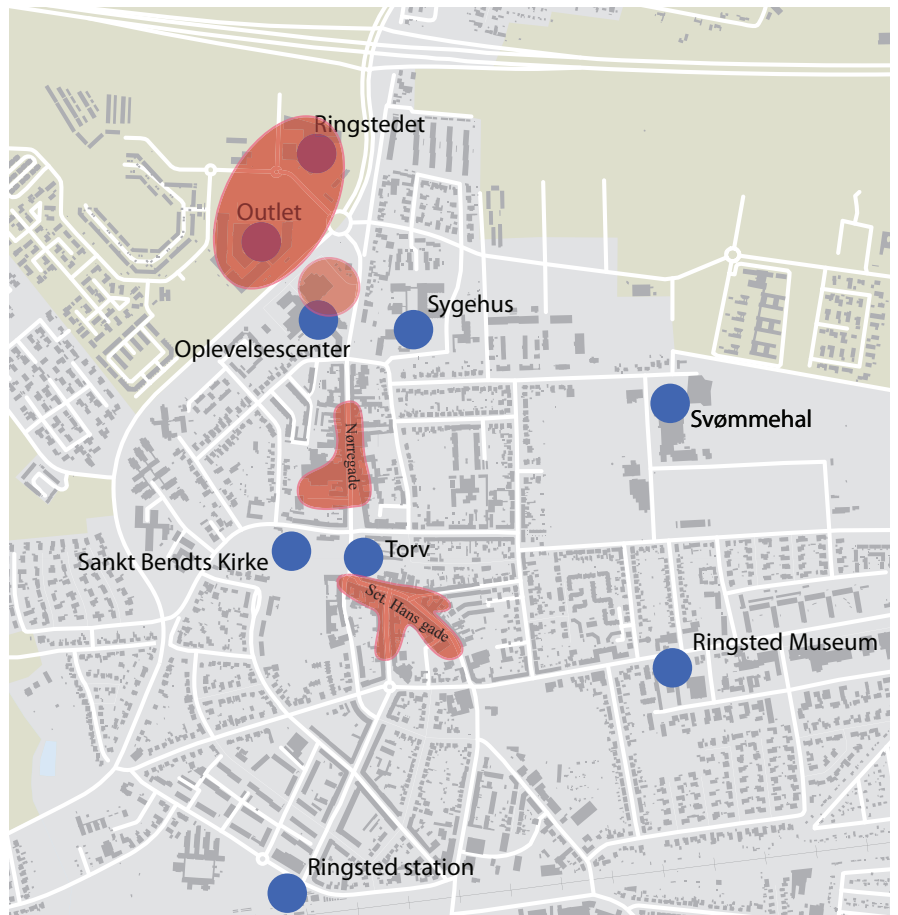 Ringstedet
Outlet
Sygehus
Oplevelsescenter
Svømmehal
Nørregade
Torv
Sankt Bendts Kirke
Sct. Hans gade
Ringsted Museum
Ringsted station